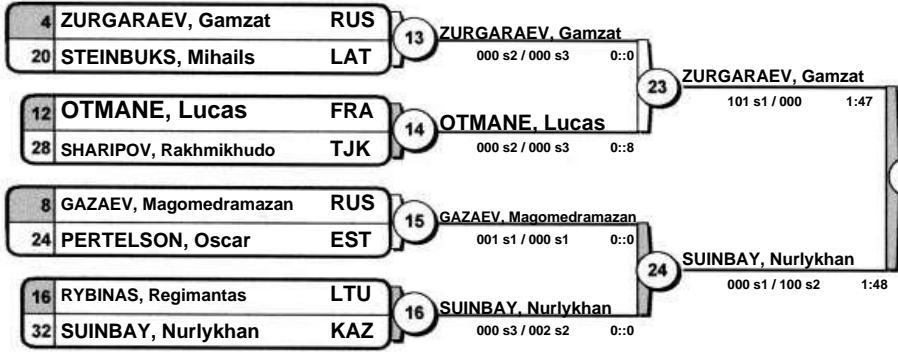 4 ZURGARAEV, Gamzat RUS
20 STEINBUKS, Mihails LAT
13
ZURGARAEV, Gamzat
000 s2 / 000 s3 0::0
12 OTMANE, Lucas FRA
28 SHARIPOV, Rakhmikhudo TJK
14
OTMANE, Lucas
000 s2 / 000 s3 0::8
23
ZURGARAEV, Gamzat
101 s1 / 000 1:47
8 GAZAEV, Magomedramazan RUS
24 PERTELSON, Oscar EST
15
GAZAEV, Magomedramazan
001 s1 / 000 s1 0::0
16 RYBINAS, Regimantas LTU
32 SUINBAY, Nurlykhan KAZ
16
SUINBAY, Nurlykhan
000 s3 / 002 s2 0::0
24
SUINBAY, Nurlykhan
000 s1 / 100 s2 1:48